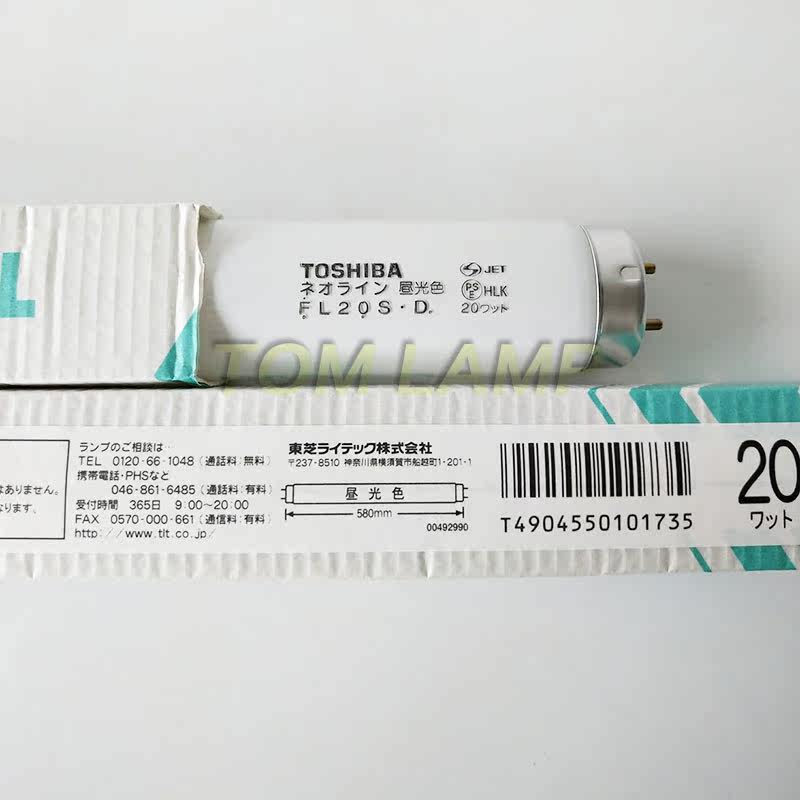 L
TOSHIBA
ネオライン 昼光色
FL20S・D
S JET
PSE HLK
20ワット
TOM LAMP
はありません。
なります。
ランプのご相談は…
TEL 0120-66-1048 (通話料:無料)
携帯電話・PHSなど
046-861-6485 (通話料:有料)
受付時間 365日 9:00~20:00
FAX 0570-000-661 (通信料:有料)
http://www.tlt.co.jp/
東芝ライテック株式会社
〒237-8510 神奈川県横須賀市船越町1-201-1
昼光色
580mm
00492990
T4904550101735
20
ワット